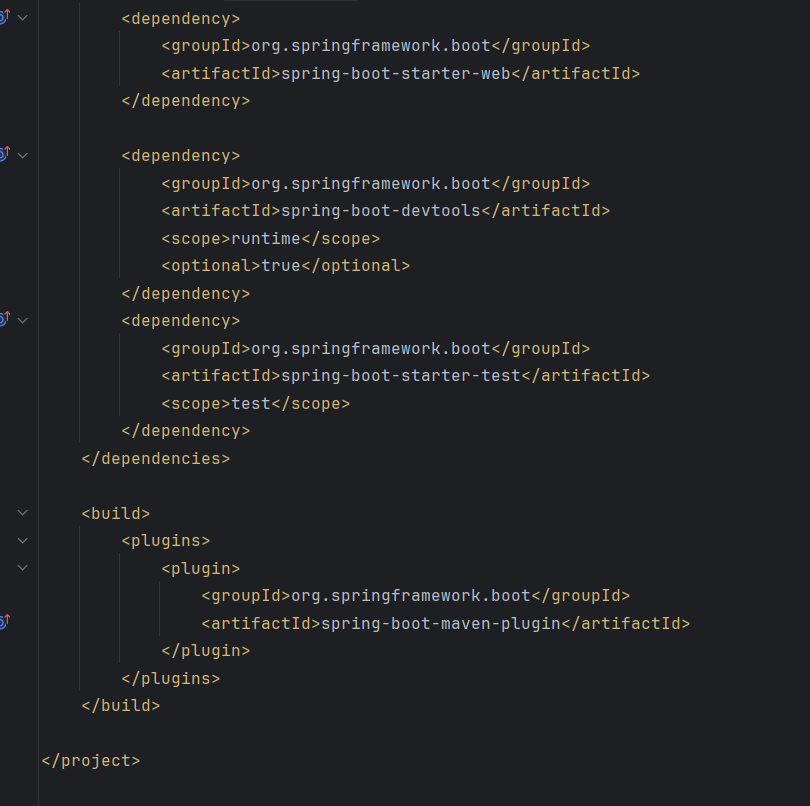 <dependency>
<groupId>org.springframework.boot</groupId>
<artifactId>spring-boot-starter-web</artifactId>
</dependency>
<dependency>
<groupId>org.springframework.boot</groupId>
<artifactId>spring-boot-devtools</artifactId>
<scope>runtime</scope>
<optional>true</optional>
</dependency>
<dependency>
<groupId>org.springframework.boot</groupId>
<artifactId>spring-boot-starter-test</artifactId>
<scope>test</scope>
</dependency>
</dependencies>
<build>
<plugins>
<plugin>
<groupId>org.springframework.boot</groupId>
<artifactId>spring-boot-maven-plugin</artifactId>
</plugin>
</plugins>
</build>
</project>